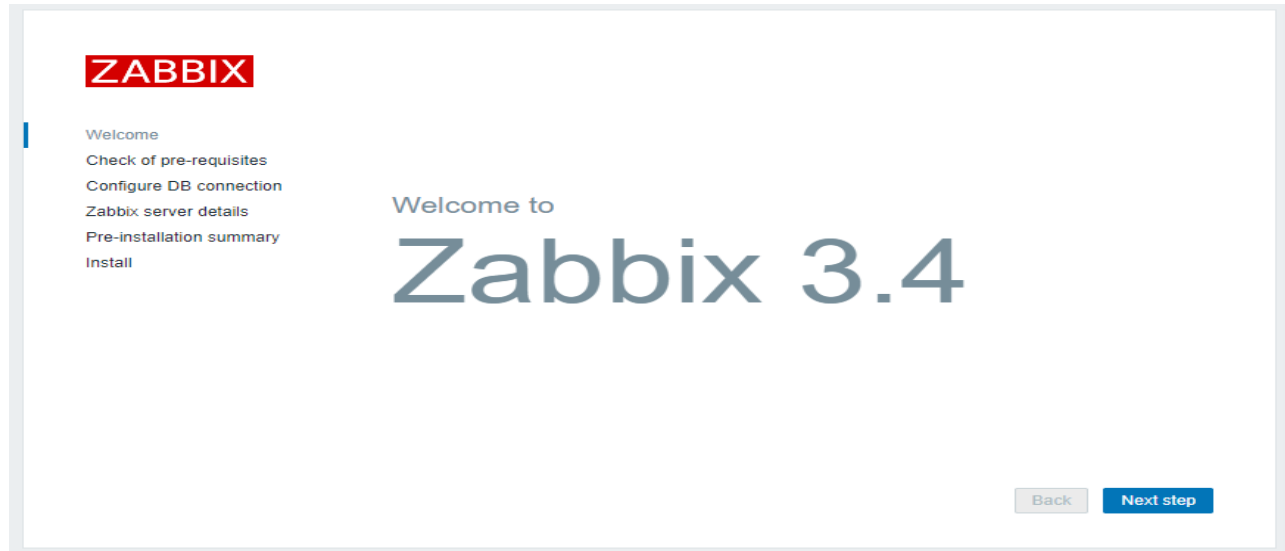 ZABBIX
Welcome
Check of pre-requisites
Configure DB connection
Zabbix server details
Pre-installation summary
Install
Welcome to
Zabbix 3.4
Back
Next step